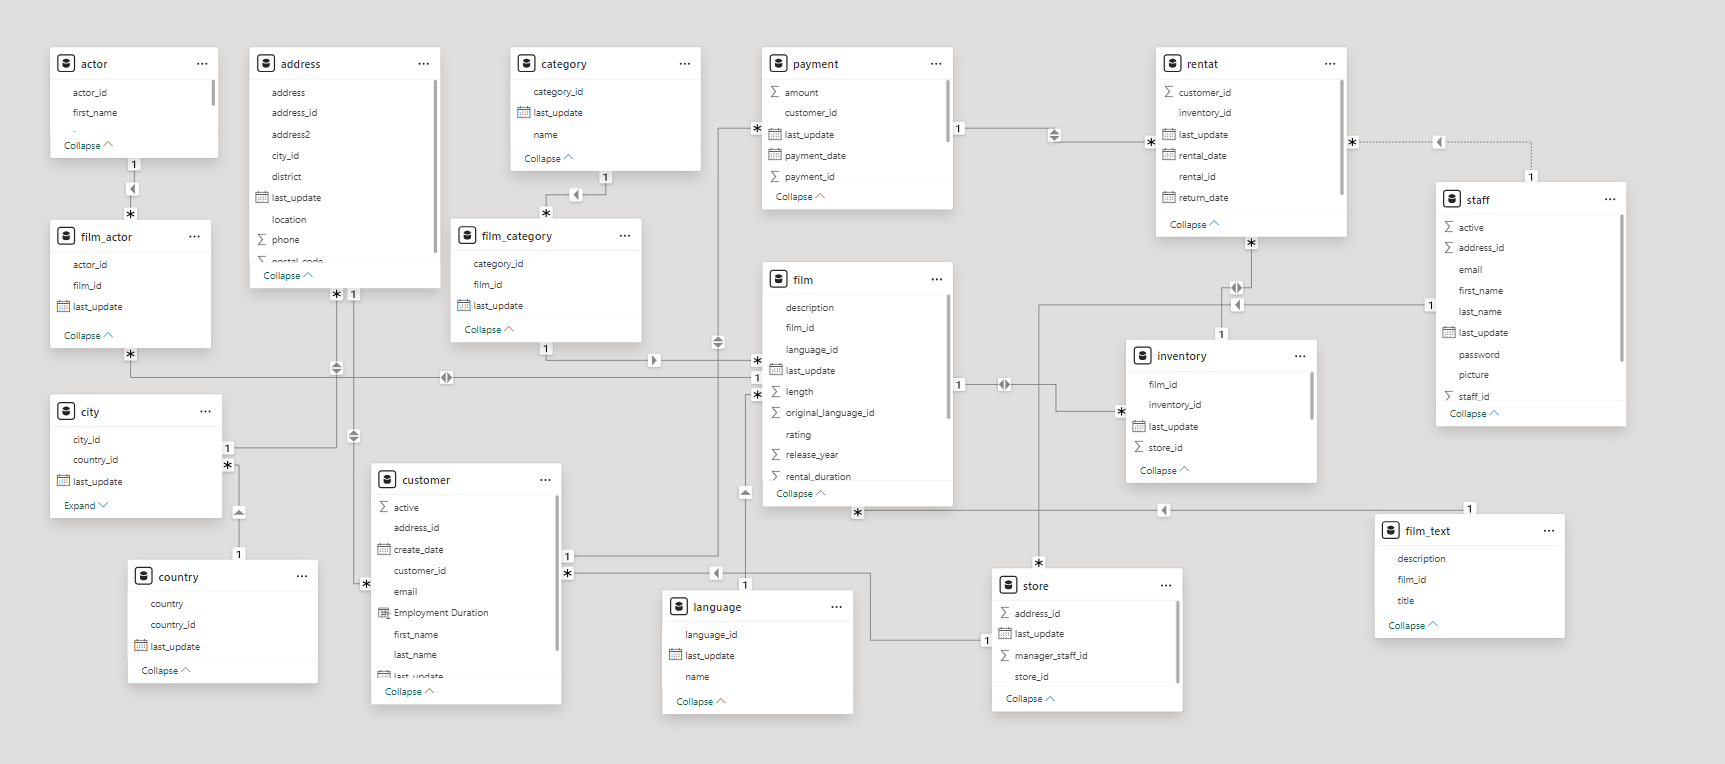 actor
actor_id
first_name
Collapse
address
address
address_id
address2
city_id
district
last_update
location
phone
postal_code
Collapse
category
category_id
last_update
name
Collapse
payment
amount
customer_id
last_update
payment_date
payment_id
Collapse
rentat
customer_id
inventory_id
last_update
rental_date
rental_id
return_date
Collapse
staff
active
address_id
email
first_name
last_name
last_update
password
picture
staff_id
Collapse
film_actor
actor_id
film_id
last_update
Collapse
film_category
category_id
film_id
last_update
Collapse
film
description
film_id
language_id
last_update
length
original_language_id
rating
release_year
rental_duration
Collapse
inventory
film_id
inventory_id
last_update
store_id
Collapse
city
city_id
country_id
last_update
Expand
customer
active
address_id
create_date
customer_id
email
Employment Duration
first_name
last_name
last_update
Collapse
country
country
country_id
last_update
Collapse
language
language_id
last_update
name
Collapse
store
address_id
last_update
manager_staff_id
store_id
Collapse
film_text
description
film_id
title
Collapse
1
*
*
1
1
*
*
1
*
*
1
*
1
1
*
1
*
1
*
*
1
1
*
1
*
1
*
1
*
1
*
1
*
1